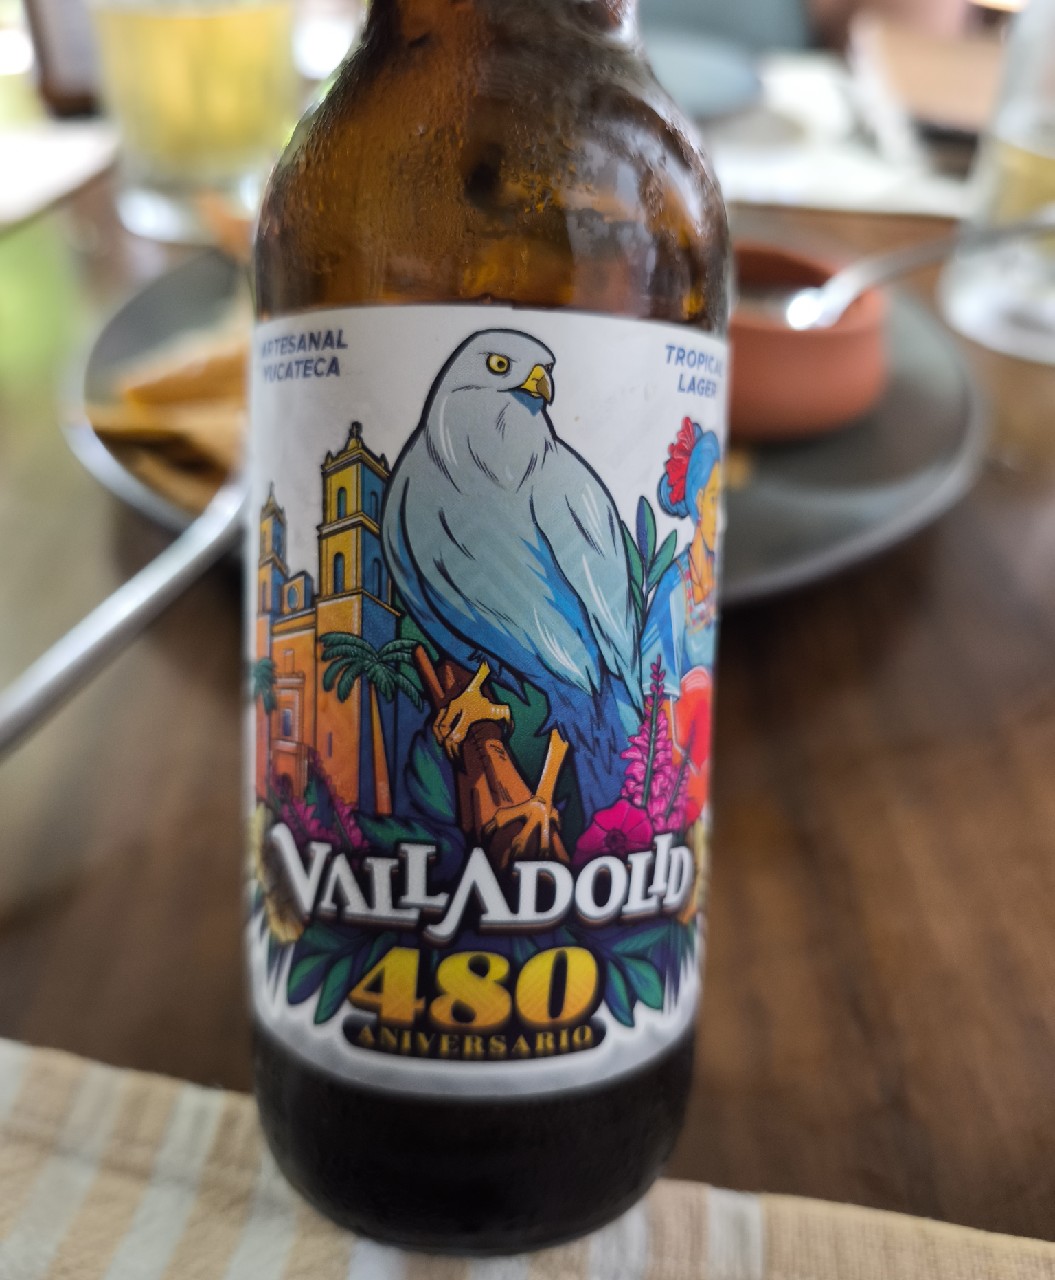 ARTESANAL
YUCATECA
TROPICAL
LAGER
VALLADOLID
480
ANIVERSARIO